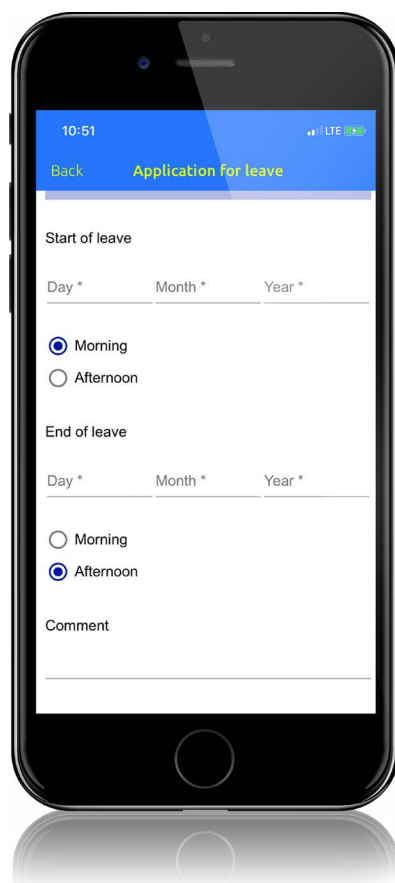 10:51 LTE
Back Application for leave
Start of leave
Day * Month * Year *
Morning
Afternoon
End of leave
Day * Month * Year *
Morning
Afternoon
Comment